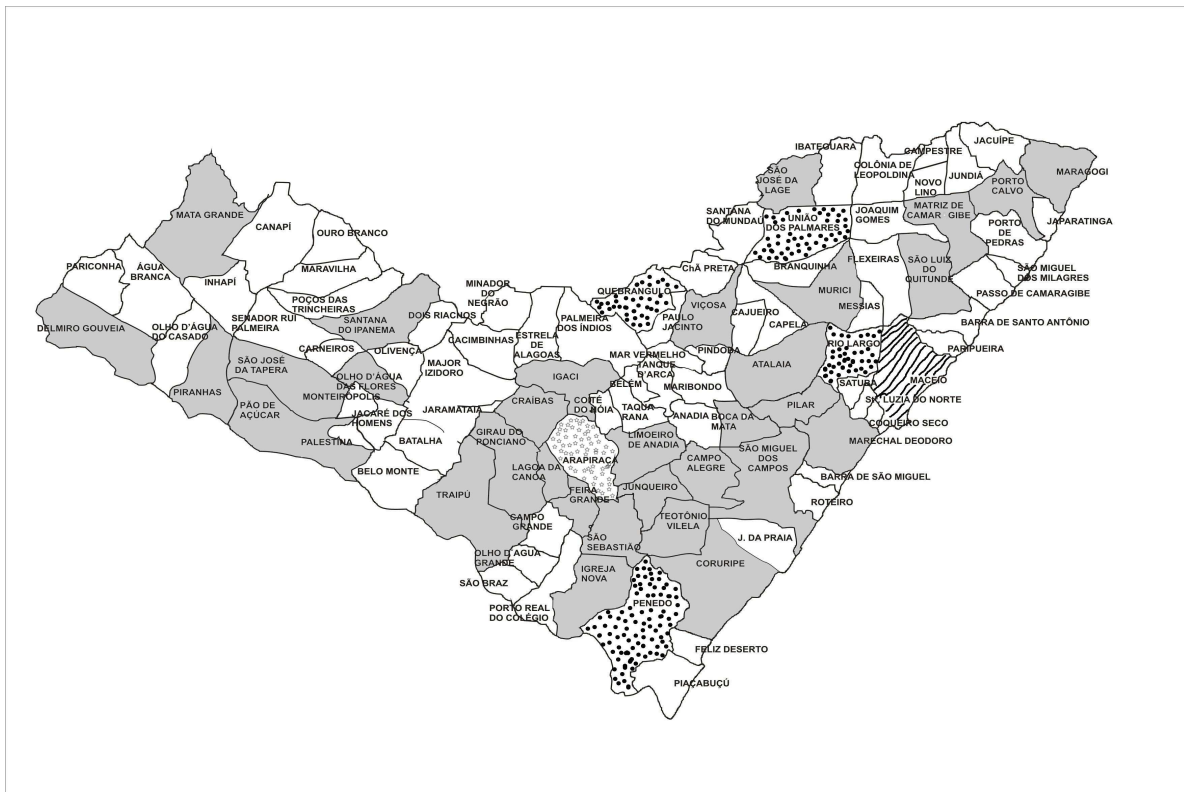 IBATEGUARA
COLÔNIA DE
LEOPOLDINA
CAMPESTRE
JACUÍPE
NOVO
LINO
JUNDIÁ
MARAGOGI
SÃO
JOSÉ DA
LAGE
PORTO
CALVO
MATA GRANDE
CANAPÍ
OURO BRANCO
SANTANA
DO MUNDAÚ
UNIÃO
DOS PALMARES
JOAQUIM
GOMES
MATRIZ DE
CAMAR GIBE
PORTO
DE
PEDRAS
JAPARATINGA
PARICONHA
ÁGUA
BRANCA
INHAPÍ
MARAVILHA
ChÃ PRETA
BRANQUINHA
FLEXEIRAS
SÃO LUIZ
DO
QUITUNDE
SÃO MIGUEL
DOS MILAGRES
PASSO DE CAMARAGIBE
MINADOR
DO
NEGRÃO
QUEBRANGULO
MURICI
MESSIAS
POÇOS DAS
TRINCHEIRAS
SANTANA
DO IPANEMA
DOIS RIACHOS
PALMEIRA
DOS ÍNDIOS
PAULO
JACINTO
VIÇOSA
CAJUEIRO
CAPELA
BARRA DE SANTO ANTÔNIO
DELMIRO GOUVEIA
OLHO D'ÁGUA
DO CASADO
SENADOR RUI
PALMEIRA
CARNEIROS
OLIVENÇA
CACIMBINHAS
ESTRELA
DE
ALAGOAS
MAR VERMELHO
TANQUE
D'ARCA
PINDOBA
RIO LARGO
PARIPUEIRA
SÃO JOSÉ
DA TAPERA
MAJOR
IZIDORO
IGACI
BELÉM
MARIBONDO
ATALAIA
SATUBA
MACEIÓ
PIRANHAS
PÃO DE
AÇUCAR
OLHO D'AGUA
DAS FLORES
MONTEIRÓPOLIS
JACARÉ DOS
HOMENS
JARAMATAIA
CRAÍBAS
COITÉ
DO NÓIA
TAQUA
RANA
ANADIA
BOCA DA
MATA
PILAR
Stª LUZIA DO NORTE
COQUEIRO SECO
PALESTINA
BATALHA
GIRAU DO
PONCIANO
LIMOEIRO
DE ANADIA
MARECHAL DEODORO
BELO MONTE
LAGOA DA
CANOA
ARAPIRACA
CAMPO
ALEGRE
SÃO MIGUEL
DOS
CAMPOS
BARRA DE SÃO MIGUEL
TRAIPÚ
FEIRA
GRANDE
JUNQUEIRO
ROTEIRO
CAMPO
GRANDE
TEOTÔNIO
VILELA
J. DA PRAIA
OLHO D'AGUA
GRANDE
SÃO
SEBASTIÃO
SÃO BRAZ
IGREJA
NOVA
CORURIPE
PORTO REAL
DO COLÉGIO
PENEDO
FELIZ DESERTO
PIAÇABUÇÚ